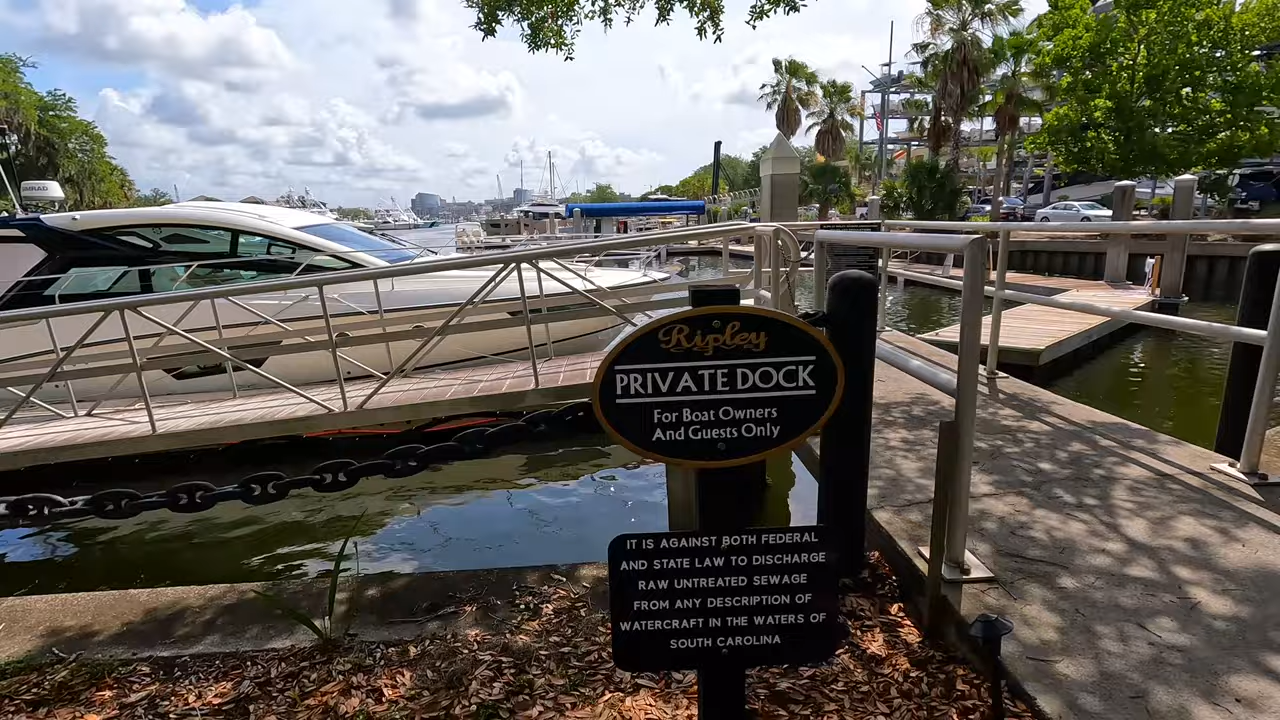 SIMRAD
Ripley
PRIVATE DOCK
For Boat Owners
And Guests Only
IT IS AGAINST BOTH FEDERAL
AND STATE LAW TO DISCHARGE
RAW UNTREATED SEWAGE
FROM ANY DESCRIPTION OF
WATERCRAFT IN THE WATERS OF
SOUTH CAROLINA